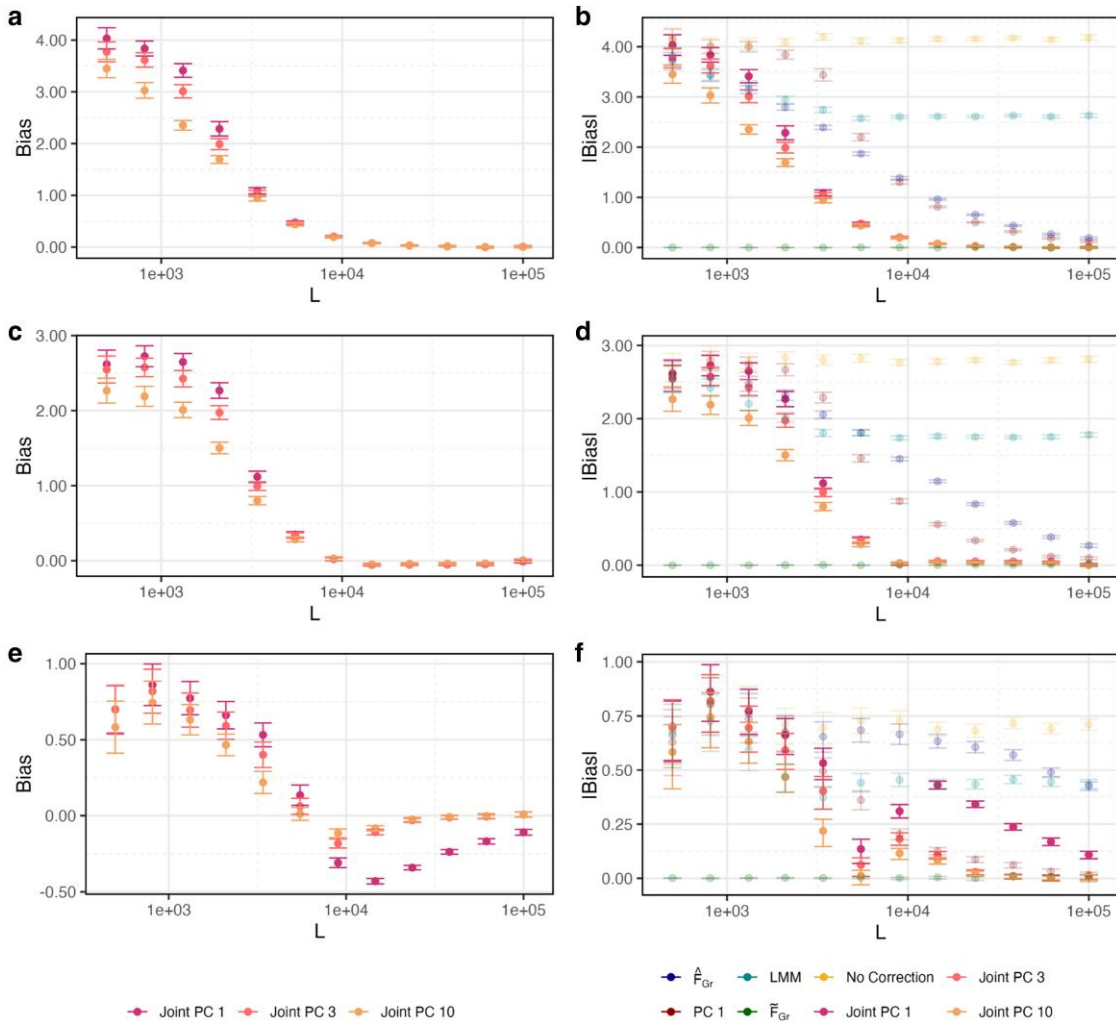 a
4.00
3.00
2.00
1.00
0.00
Bias
1e+03 1e+04 1e+05
L
b
4.00
3.00
2.00
1.00
0.00
|Bias|
1e+03 1e+04 1e+05
L
c
3.00
2.00
1.00
0.00
Bias
1e+03 1e+04 1e+05
L
d
3.00
2.00
1.00
0.00
|Bias|
1e+03 1e+04 1e+05
L
e
1.00
0.50
0.00
-0.50
Bias
1e+03 1e+04 1e+05
L
f
1.00
0.75
0.50
0.25
0.00
|Bias|
1e+03 1e+04 1e+05
L
Joint PC 1 Joint PC 3 Joint PC 10
F̂Gr LMM No Correction Joint PC 3
PC 1 F̃Gr Joint PC 1 Joint PC 10